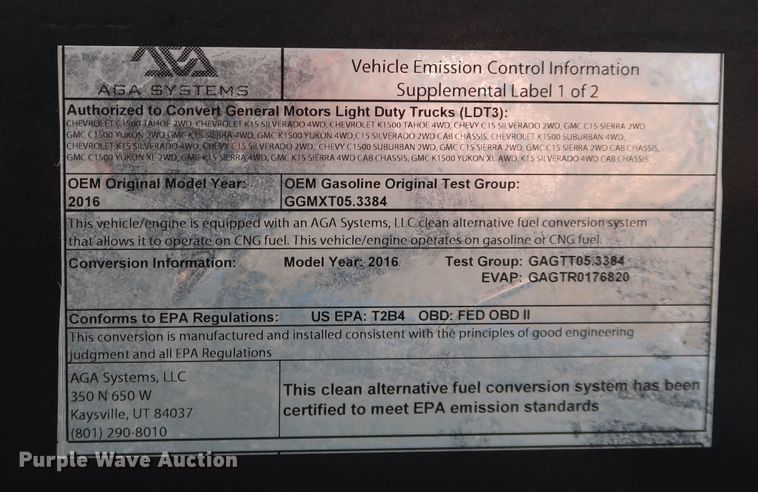 AGA SYSTEMS
Vehicle Emission Control Information
Supplemental Label 1 of 2
Authorized to Convert General Motors Light Duty Trucks (LDT3):
CHEVROLET C1500 TAHOE 2WD, CHEVROLET K15 SILVERADO 4WD, CHEVROLET K1500 TAHOE 4WD, CHEVY C15 SILVERADO 2WD, GMC C15 SIERRA 2WD,
GMC C1500 YUKON 2WD, GMC K15 SIERRA 4WD, GMC K1500 YUKON 4WD, C15 SILVERADO 2WD CAB CHASSIS, CHEVROLET K1500 SUBURBAN 4WD,
CHEVROLET K15 SILVERADO 4WD, CHEVY C15 SILVERADO 2WD, CHEVY C1500 SUBURBAN 2WD, GMC C15 SIERRA 2WD, GMC C15 SIERRA 2WD CAB CHASSIS,
GMC C1500 YUKON XL 2WD, GMC K15 SIERRA 4WD, GMC K15 SIERRA 4WD CAB CHASSIS, GMC K1500 YUKON XL AWD, K15 SILVERADO 4WD CAB CHASSIS
OEM Original Model Year:
2016
OEM Gasoline Original Test Group:
GGMXT05.3384
This vehicle/engine is equipped with an AGA Systems, LLC clean alternative fuel conversion system
that allows it to operate on CNG fuel. This vehicle/engine operates on gasoline or CNG fuel.
Conversion Information: Model Year: 2016 Test Group: GAGTT05.3384
EVAP: GAGTR0176820
Conforms to EPA Regulations: US EPA: T2B4 OBD: FED OBD II
This conversion is manufactured and installed consistent with the principles of good engineering
judgment and all EPA Regulations
AGA Systems, LLC
350 N 650 W
Kaysville, UT 84037
(801) 290-8010
This clean alternative fuel conversion system has been
certified to meet EPA emission standards
Purple Wave Auction